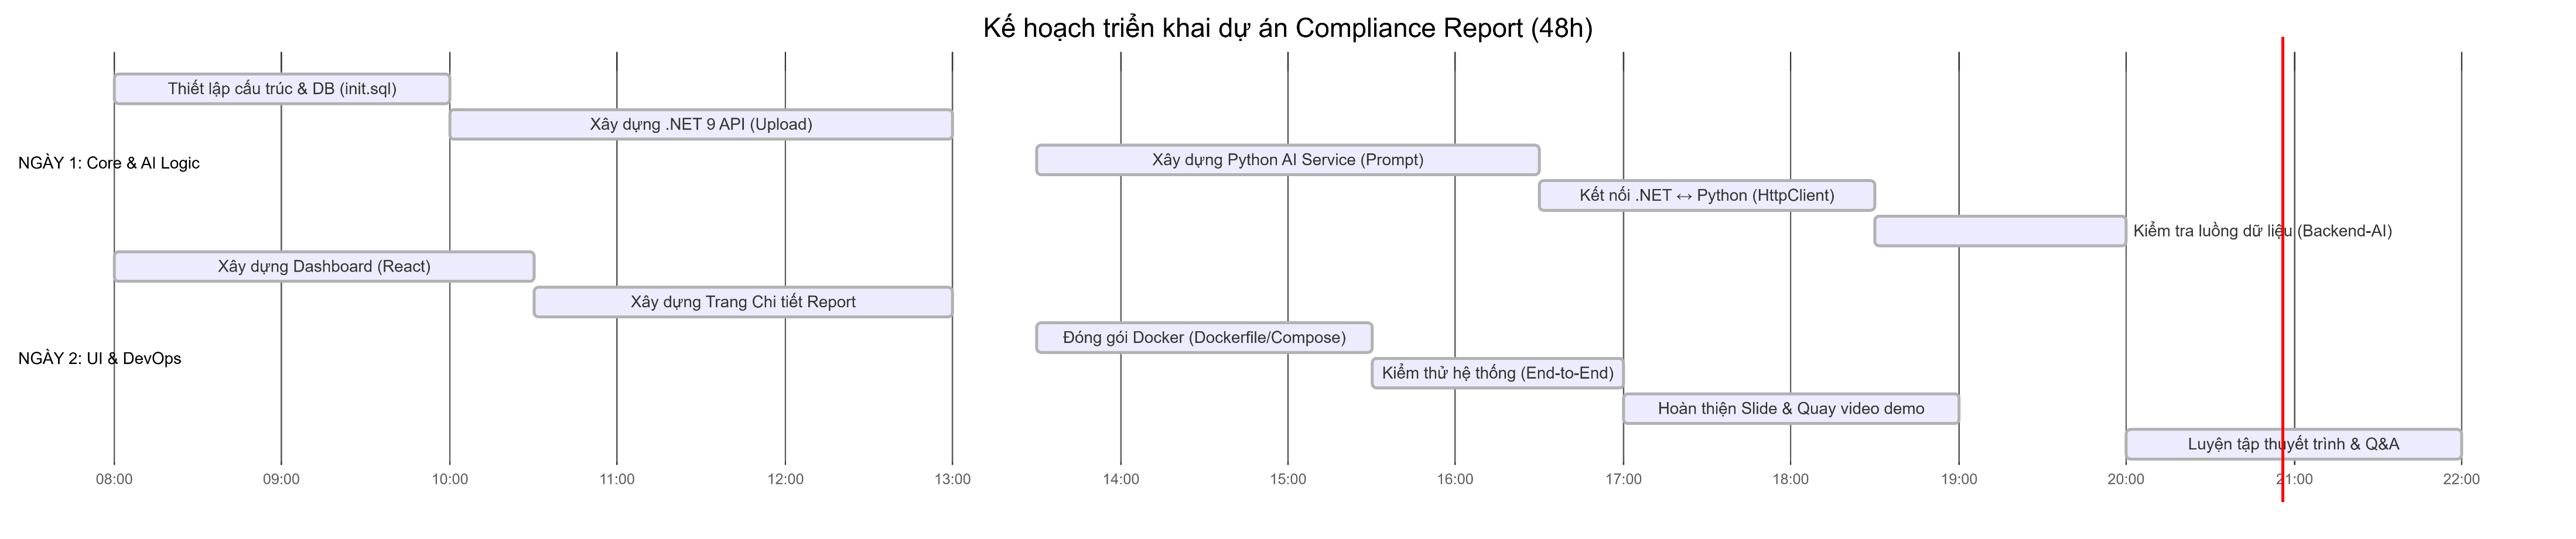 Kế hoạch triển khai dự án Compliance Report (48h)
Thiết lập cấu trúc & DB (init.sql)
Xây dựng .NET 9 API (Upload)
NGÀY 1: Core & AI Logic
Xây dựng Python AI Service (Prompt)
Kết nối .NET ↔ Python (HttpClient)
Kiểm tra luồng dữ liệu (Backend-AI)
Xây dựng Dashboard (React)
Xây dựng Trang Chi tiết Report
Đóng gói Docker (Dockerfile/Compose)
NGÀY 2: UI & DevOps
Kiểm thử hệ thống (End-to-End)
Hoàn thiện Slide & Quay video demo
Luyện tập thuyết trình & Q&A
08:00 09:00 10:00 11:00 12:00 13:00 14:00 15:00 16:00 17:00 18:00 19:00 20:00 21:00 22:00